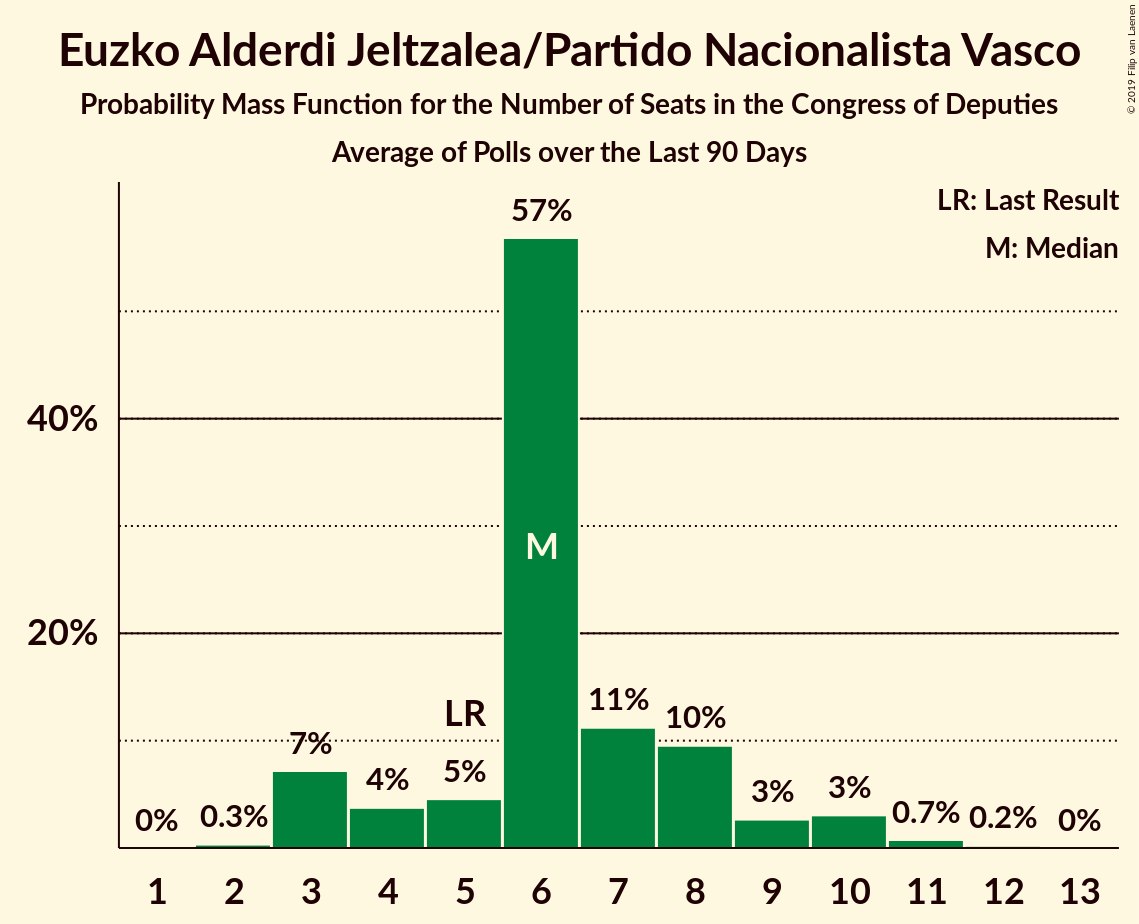 Euzko Alderdi Jeltzalea/Partido Nacionalista Vasco
Probability Mass Function for the Number of Seats in the Congress of Deputies
Average of Polls over the Last 90 Days
© 2019 Filip van Laenen
LR: Last Result
M: Median
57%
40%
M
20%
LR
11%
10%
7%
4%
5%
3%
3%
0%
0.3%
0.7%
0.2%
0%
1 2 3 4 5 6 7 8 9 10 11 12 13